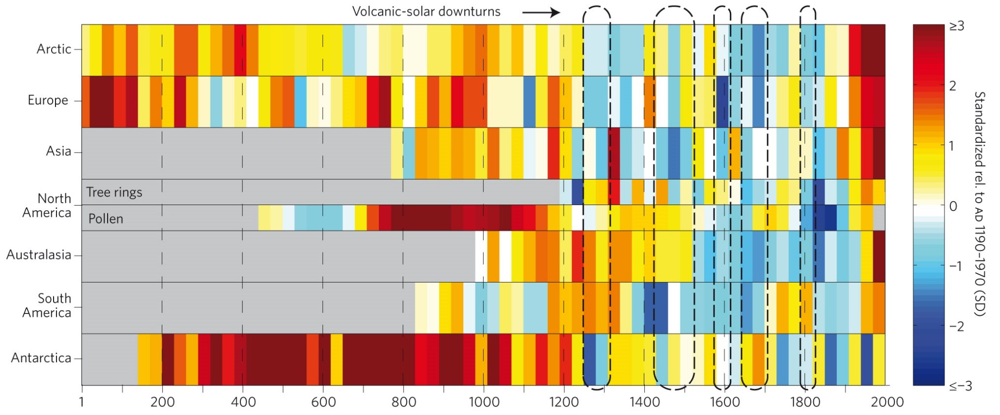 Volcanic-solar downturns
Arctic
Europe
Asia
North
America
Tree rings
Pollen
Australasia
South
America
Antarctica
1 200 400 600 800 1000 1200 1400 1600 1800 2000
≥3
2
1
0
−1
−2
≤−3
Standardized rel. to AD 1190–1970 (SD)